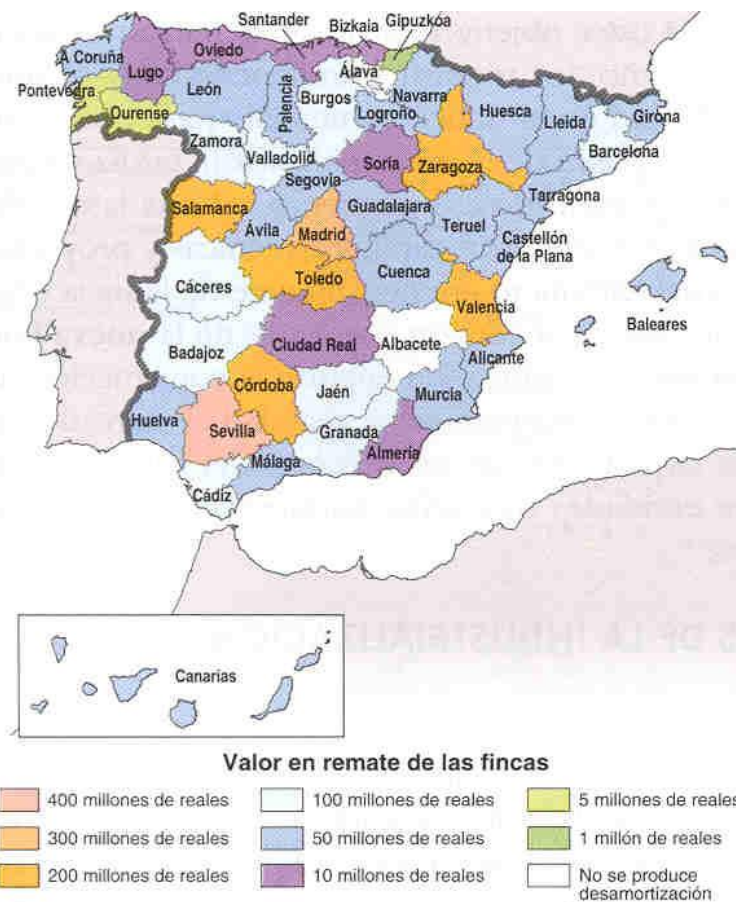 Santander
Bizkaia
Gipuzkoa
A Coruña
Lugo
Oviedo
Álava
Pontevedra
Ourense
León
Palencia
Burgos
Navarra
Logroño
Huesca
Lleida
Girona
Barcelona
Zamora
Valladolid
Soria
Zaragoza
Tarragona
Segovia
Salamanca
Ávila
Madrid
Guadalajara
Teruel
Castellón
de la Plana
Cáceres
Toledo
Cuenca
Valencia
Baleares
Badajoz
Ciudad Real
Albacete
Alicante
Córdoba
Jaén
Murcia
Huelva
Sevilla
Granada
Almería
Málaga
Cádiz
S DE LA INDUSTRIALIZACIÓ
Canarias
Valor en remate de las fincas
400 millones de reales
100 millones de reales
5 millones de reales
300 millones de reales
50 millones de reales
1 millón de reales
200 millones de reales
10 millones de reales
No se produce
desamortización